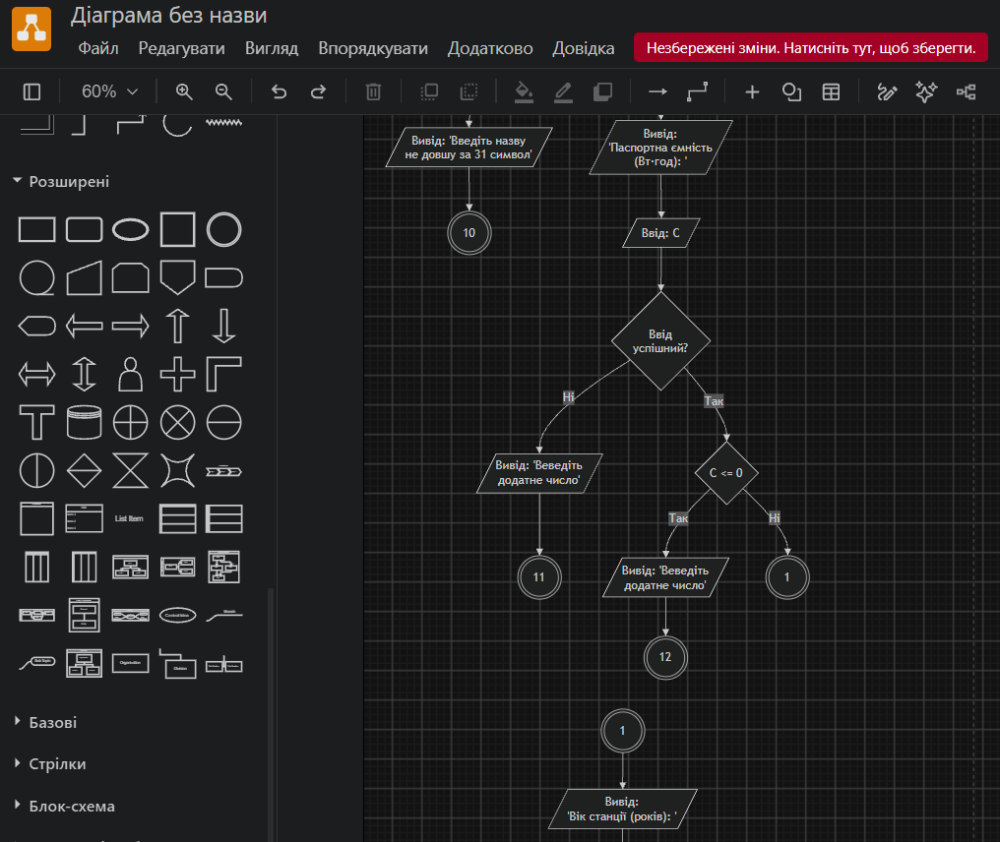 Діаграма без назви
Файл Редагувати Вигляд Впорядкувати Додатково Довідка
Незбережені зміни. Натисніть тут, щоб зберегти.
60%
Розширені
List Item
Базові
Стрілки
Блок-схема
Вивід: 'Введіть назву
не довшу за 31 символ'
10
Вивід:
'Паспортна ємність
(Вт·год): '
Ввід: C
Ввід
успішний?
Ні
Так
Вивід: 'Веведіть
додатне число'
C <= 0
Так
Ні
11
Вивід: 'Веведіть
додатне число'
1
12
1
Вивід:
'Вік станції (років): '